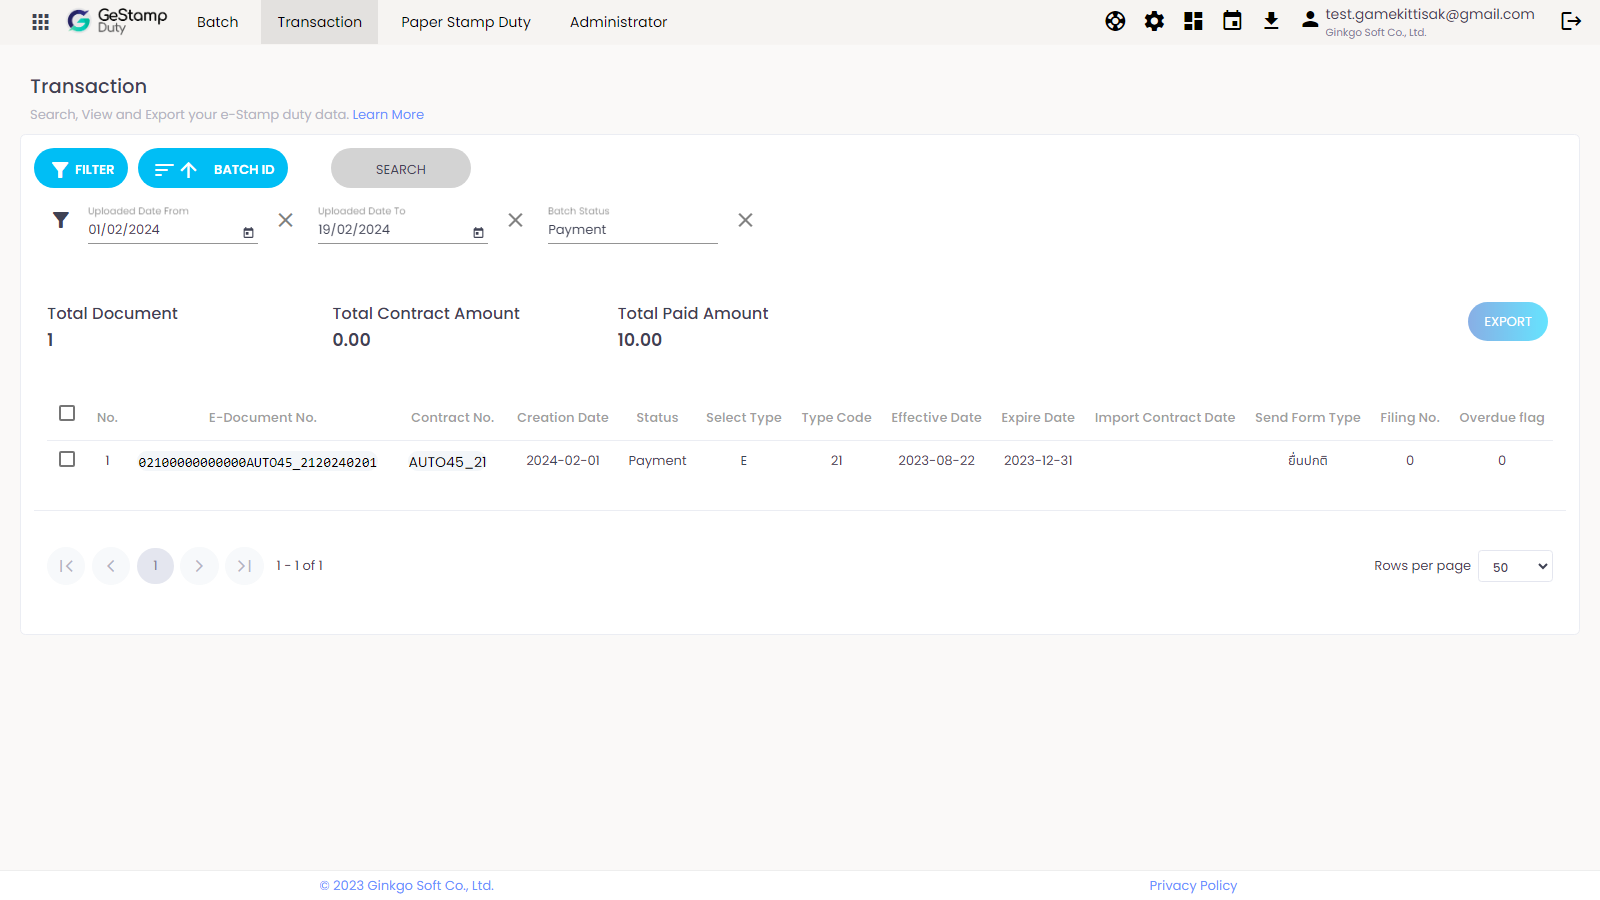 GeStamp
Duty
Batch
Transaction
Paper Stamp Duty
Administrator
test.gamekittisak@gmail.com
Ginkgo Soft Co., Ltd.
Transaction
Search, View and Export your e-Stamp duty data. Learn More
FILTER
BATCH ID
SEARCH
Uploaded Date From
01/02/2024
Uploaded Date To
19/02/2024
Batch Status
Payment
Total Document
1
Total Contract Amount
0.00
Total Paid Amount
10.00
EXPORT
No. E-Document No. Contract No. Creation Date Status Select Type Type Code Effective Date Expire Date Import Contract Date Send Form Type Filing No. Overdue flag
1 02100000000000AUTO45_2120240201 AUTO45_21 2024-02-01 Payment E 21 2023-08-22 2023-12-31 ยื่นปกติ 0 0
1
1 - 1 of 1
Rows per page 50
© 2023 Ginkgo Soft Co., Ltd.
Privacy Policy